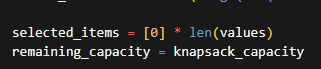 selected_items = [0] * len(values)
remaining_capacity = knapsack_capacity